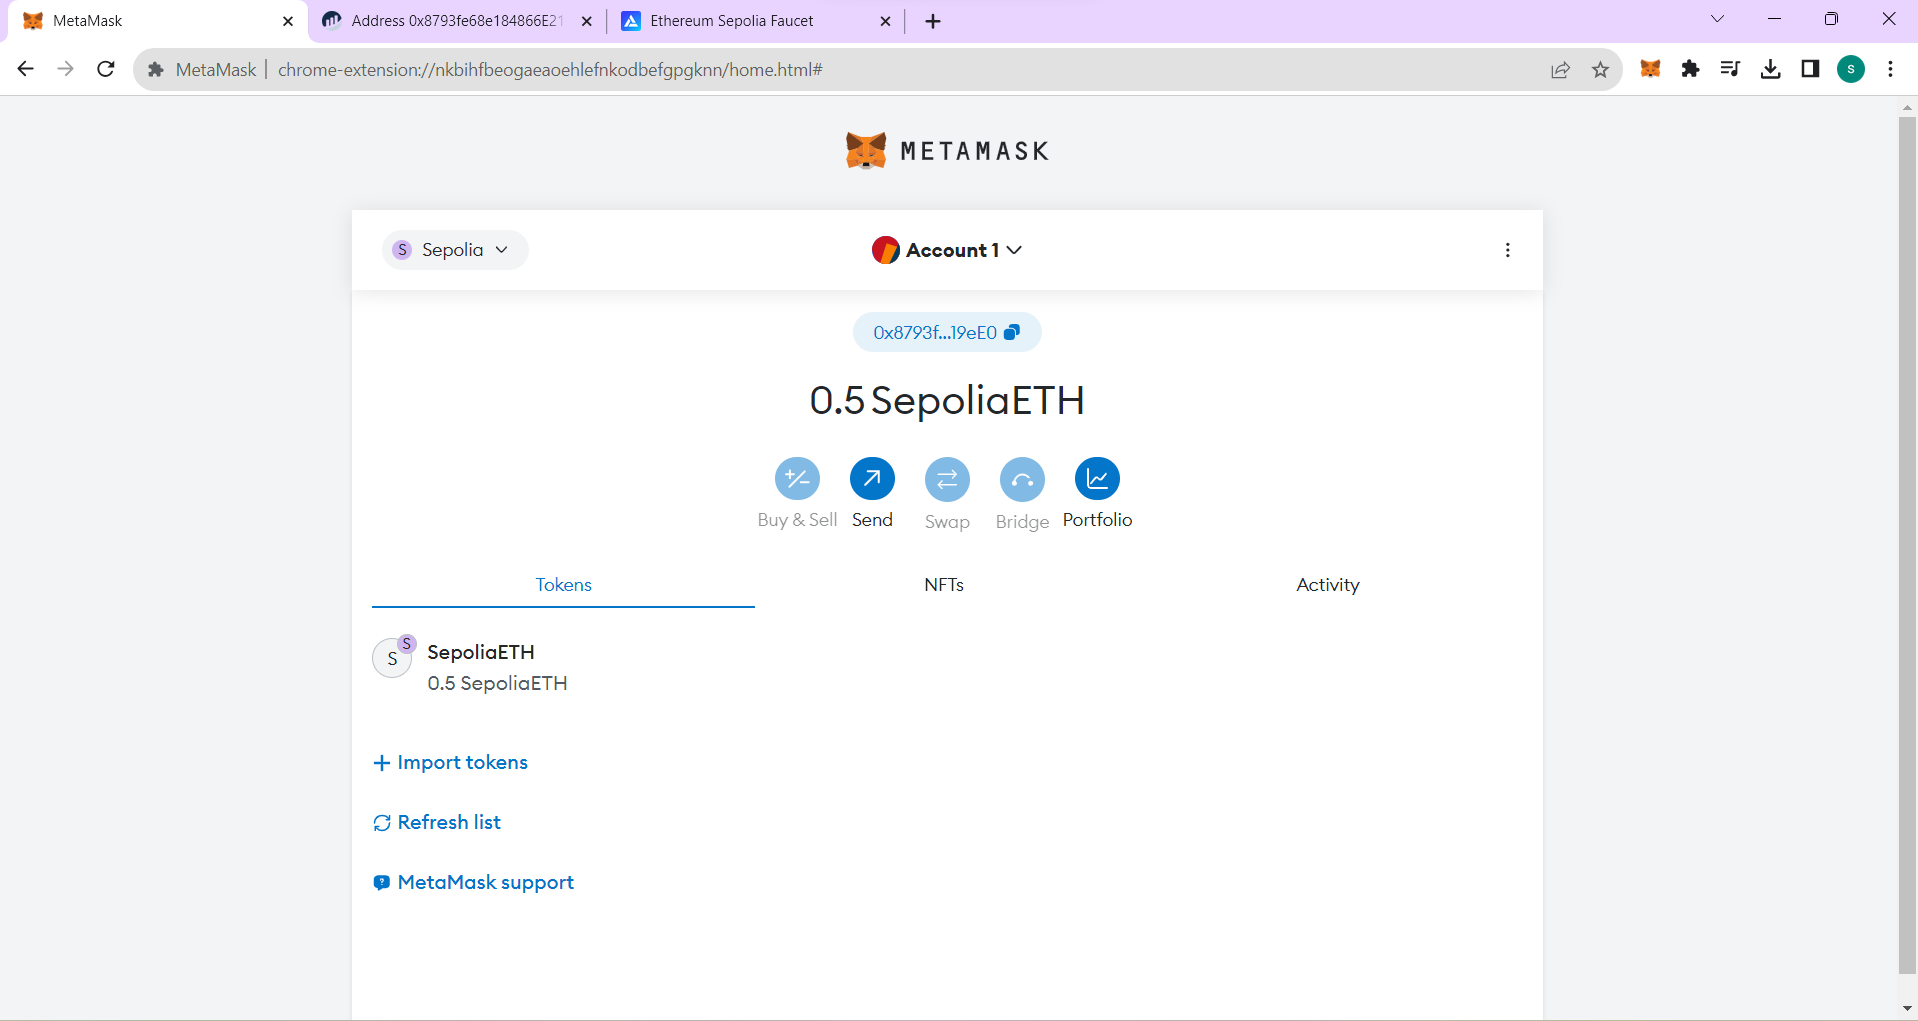 MetaMask
Address 0x8793fe68e184866E21
Ethereum Sepolia Faucet
MetaMask
chrome-extension://nkbihfbeogaeaoehlefnkodbefgpgknn/home.html#
S
METAMASK
S Sepolia
Account 1
0x8793f...19eE0
0.5 SepoliaETH
Buy & Sell
Send
Swap
Bridge
Portfolio
Tokens
NFTs
Activity
S
S
SepoliaETH
0.5 SepoliaETH
Import tokens
Refresh list
MetaMask support